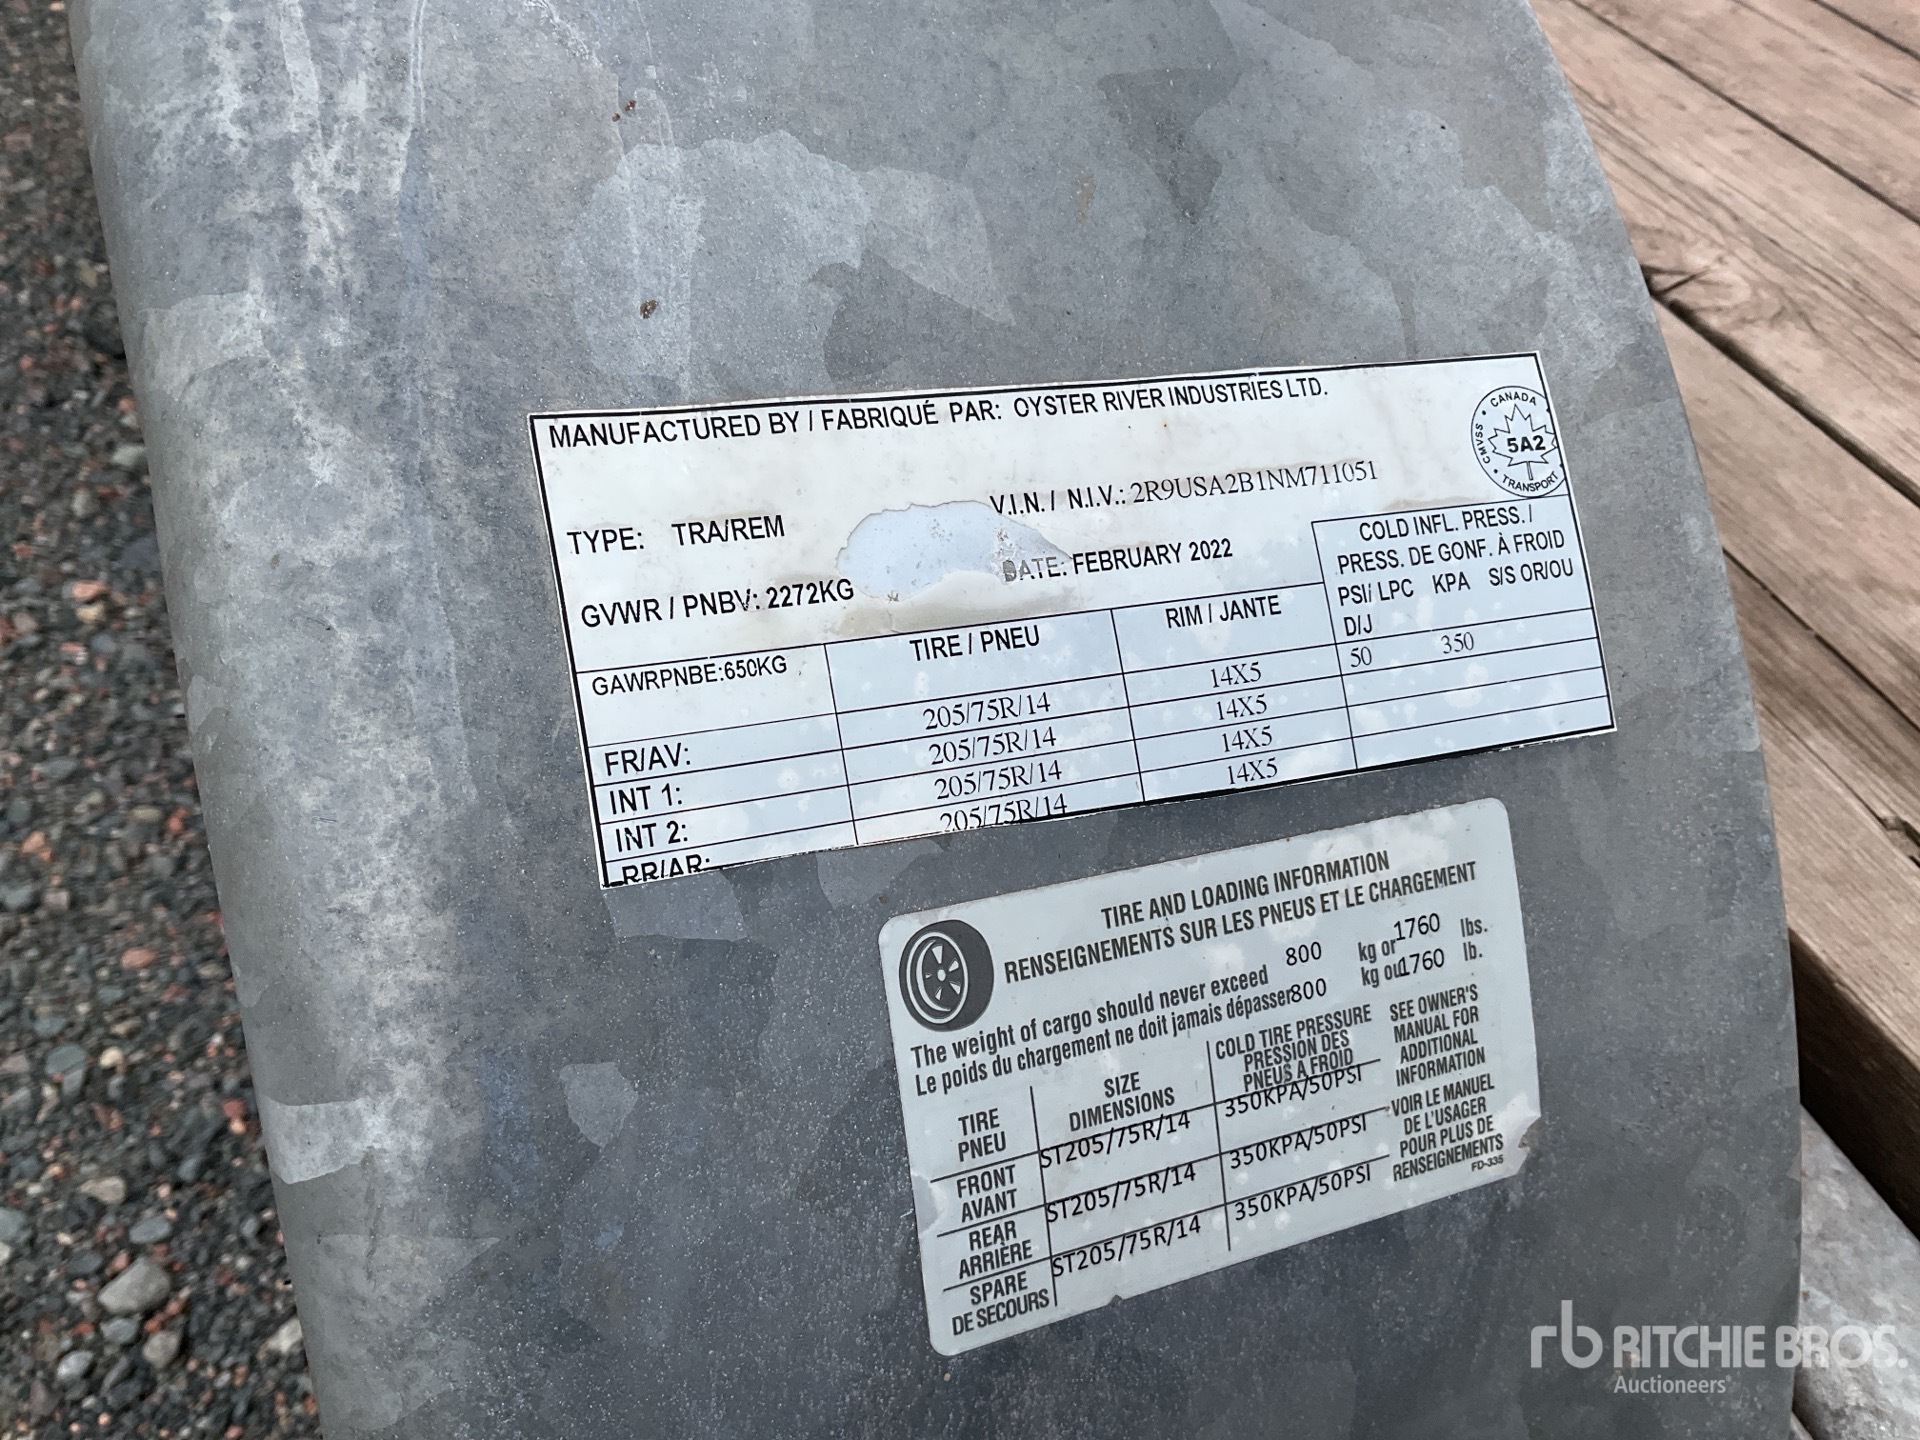 MANUFACTURED BY / FABRIQUÉ PAR: OYSTER RIVER INDUSTRIES LTD.
CANADA
CMVSS
5A2
TRANSPORT
TYPE: TRA/REM
V.I.N. / N.I.V.: 2R9USA2B1NM711051
GVWR / PNBV: 2272KG
DATE: FEBRUARY 2022
COLD INFL. PRESS. /
PRESS. DE GONF. À FROID
PSI/ LPC KPA S/S OR/OU
D/J
GAWRPNBE:650KG
TIRE / PNEU
RIM / JANTE
50 350
205/75R/14 14X5
FR/AV: 205/75R/14 14X5
INT 1: 205/75R/14 14X5
INT 2: 205/75R/14 14X5
RR/AR:
TIRE AND LOADING INFORMATION
RENSEIGNEMENTS SUR LES PNEUS ET LE CHARGEMENT
The weight of cargo should never exceed 800 kg or 1760 lbs.
Le poids du chargement ne doit jamais dépasser 800 kg ou 1760 lb.
TIRE
PNEU
SIZE
DIMENSIONS
COLD TIRE PRESSURE
PRESSION DES
PNEUS A FROID
FRONT
AVANT
ST205/75R/14 350KPA/50PSI
REAR
ARRIÈRE
ST205/75R/14 350KPA/50PSI
SPARE
DE SECOURS
ST205/75R/14 350KPA/50PSI
SEE OWNER'S
MANUAL FOR
ADDITIONAL
INFORMATION
VOIR LE MANUEL
DE L'USAGER
POUR PLUS DE
RENSEIGNEMENTS
FD-335
rb RITCHIE BROS.
Auctioneers